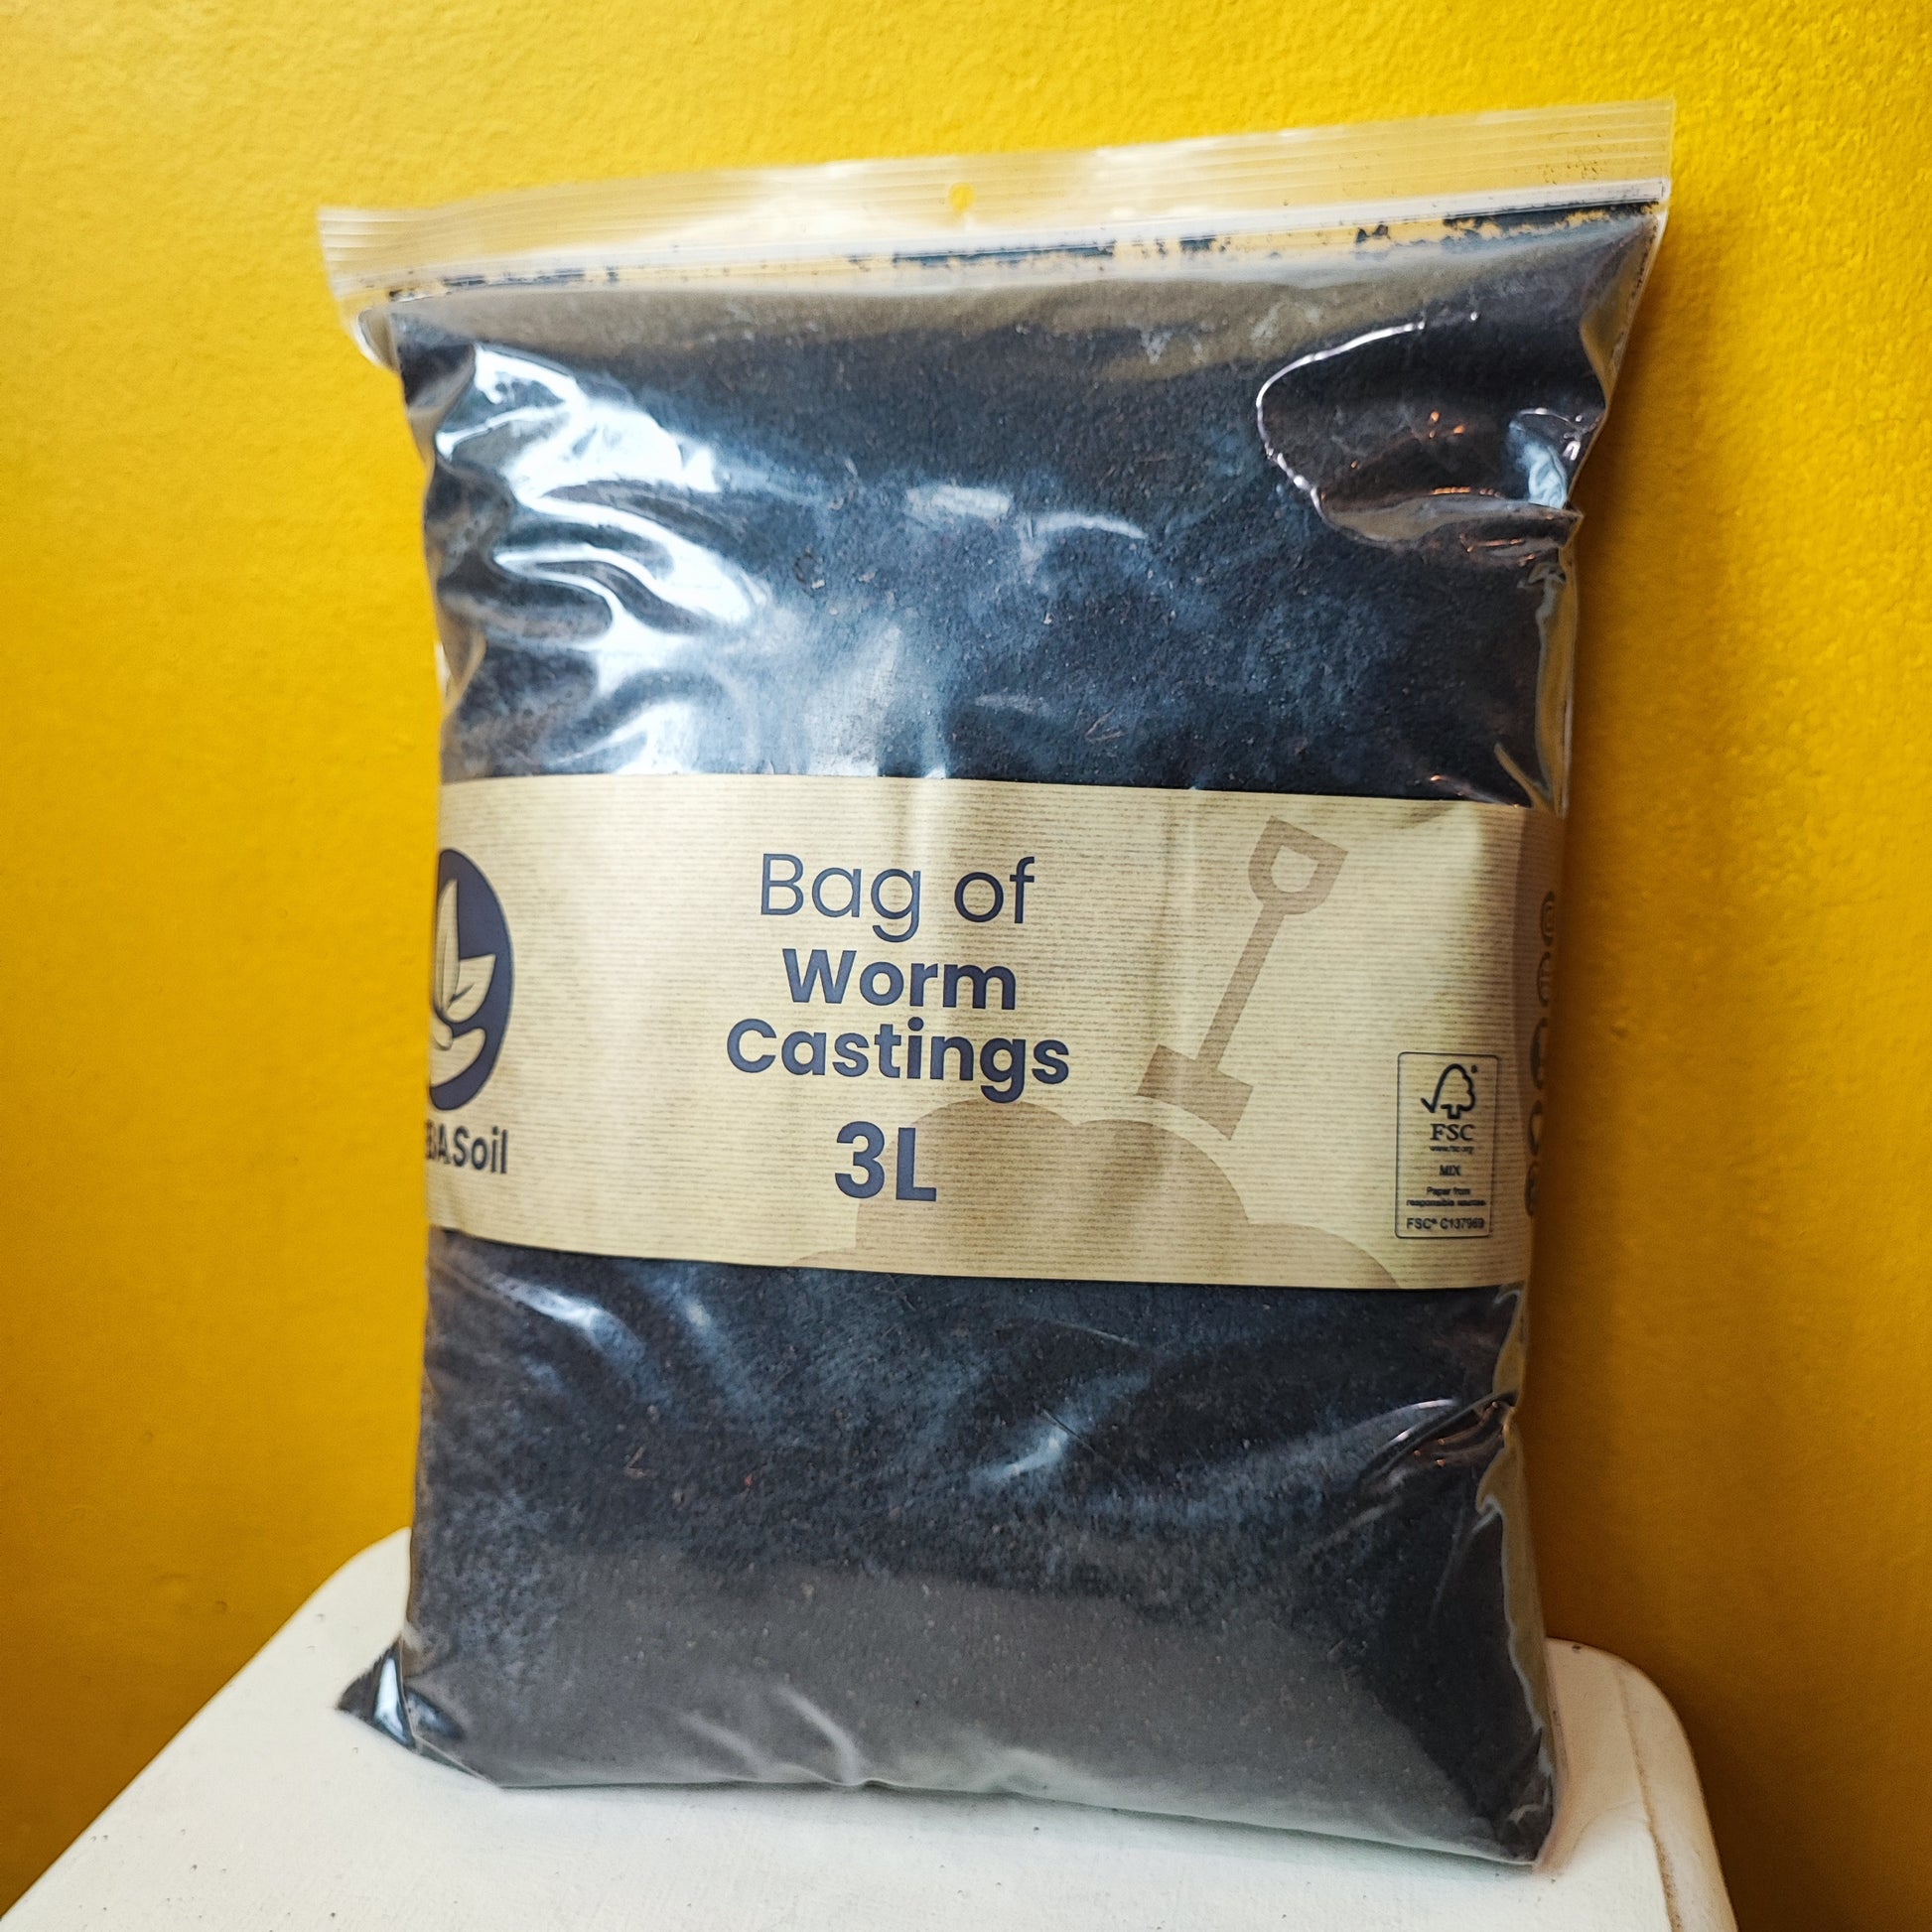 Bag of
Worm
Castings
3L
Soil
FSC
www.fsc.org
MIX
Paper from
responsible sources
FSC® C137969